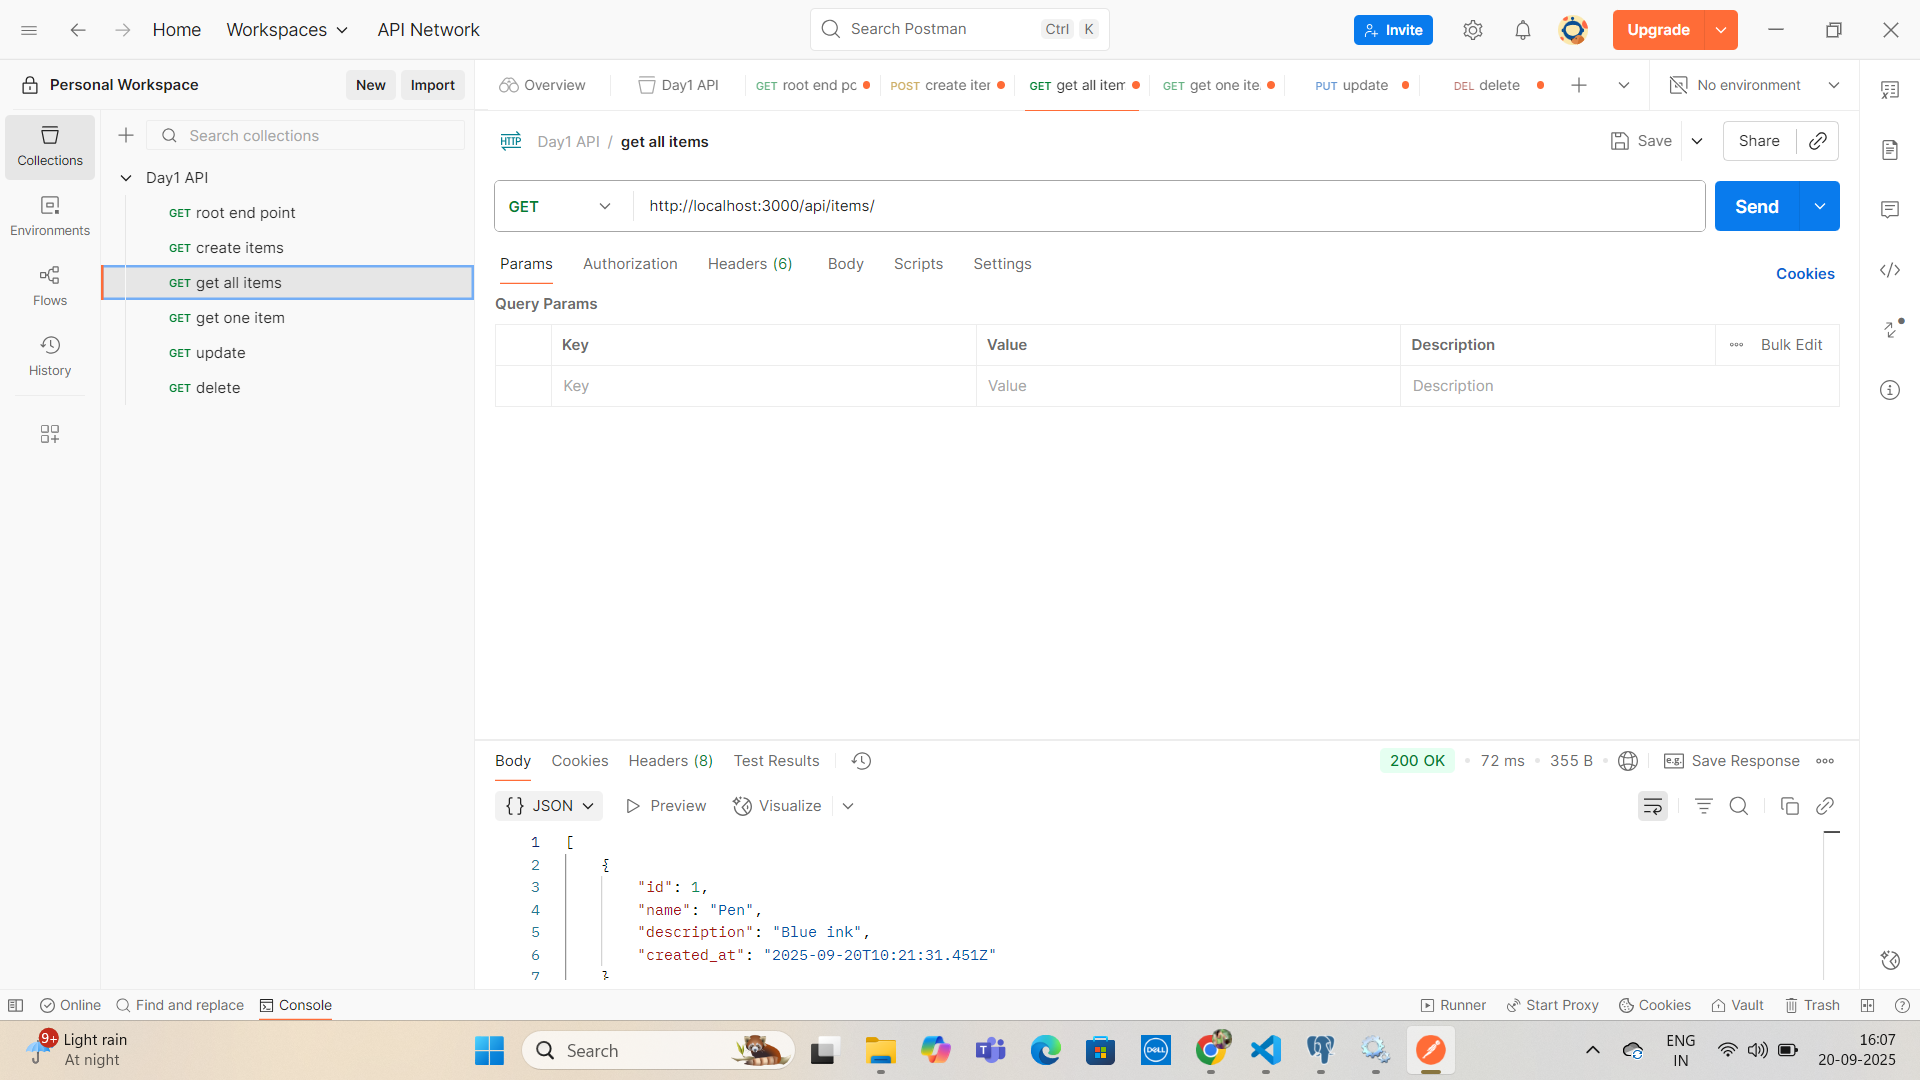 Home Workspaces API Network Search Postman Ctrl K Invite Upgrade
Personal Workspace New Import Overview Day1 API GET root end po POST create iter GET get all item GET get one ite. PUT update DEL delete No environment
Collections
Environments
Flows
History
Search collections
Day1 API
GET root end point
GET create items
GET get all items
GET get one item
GET update
GET delete
HTTP Day1 API / get all items Save Share
GET http://localhost:3000/api/items/ Send
Params Authorization Headers (6) Body Scripts Settings Cookies
Query Params
Key Value Description Bulk Edit
Key Value Description
Body Cookies Headers (8) Test Results 200 OK 72 ms 355 B e.g. Save Response
{} JSON Preview Visualize
1 [
2 {
3 "id": 1,
4 "name": "Pen",
5 "description": "Blue ink",
6 "created_at": "2025-09-20T10:21:31.451Z"
7 }
Online Find and replace Console Runner Start Proxy Cookies Vault Trash
9+ Light rain
At night
Search
DELL
ENG
IN
16:07
20-09-2025